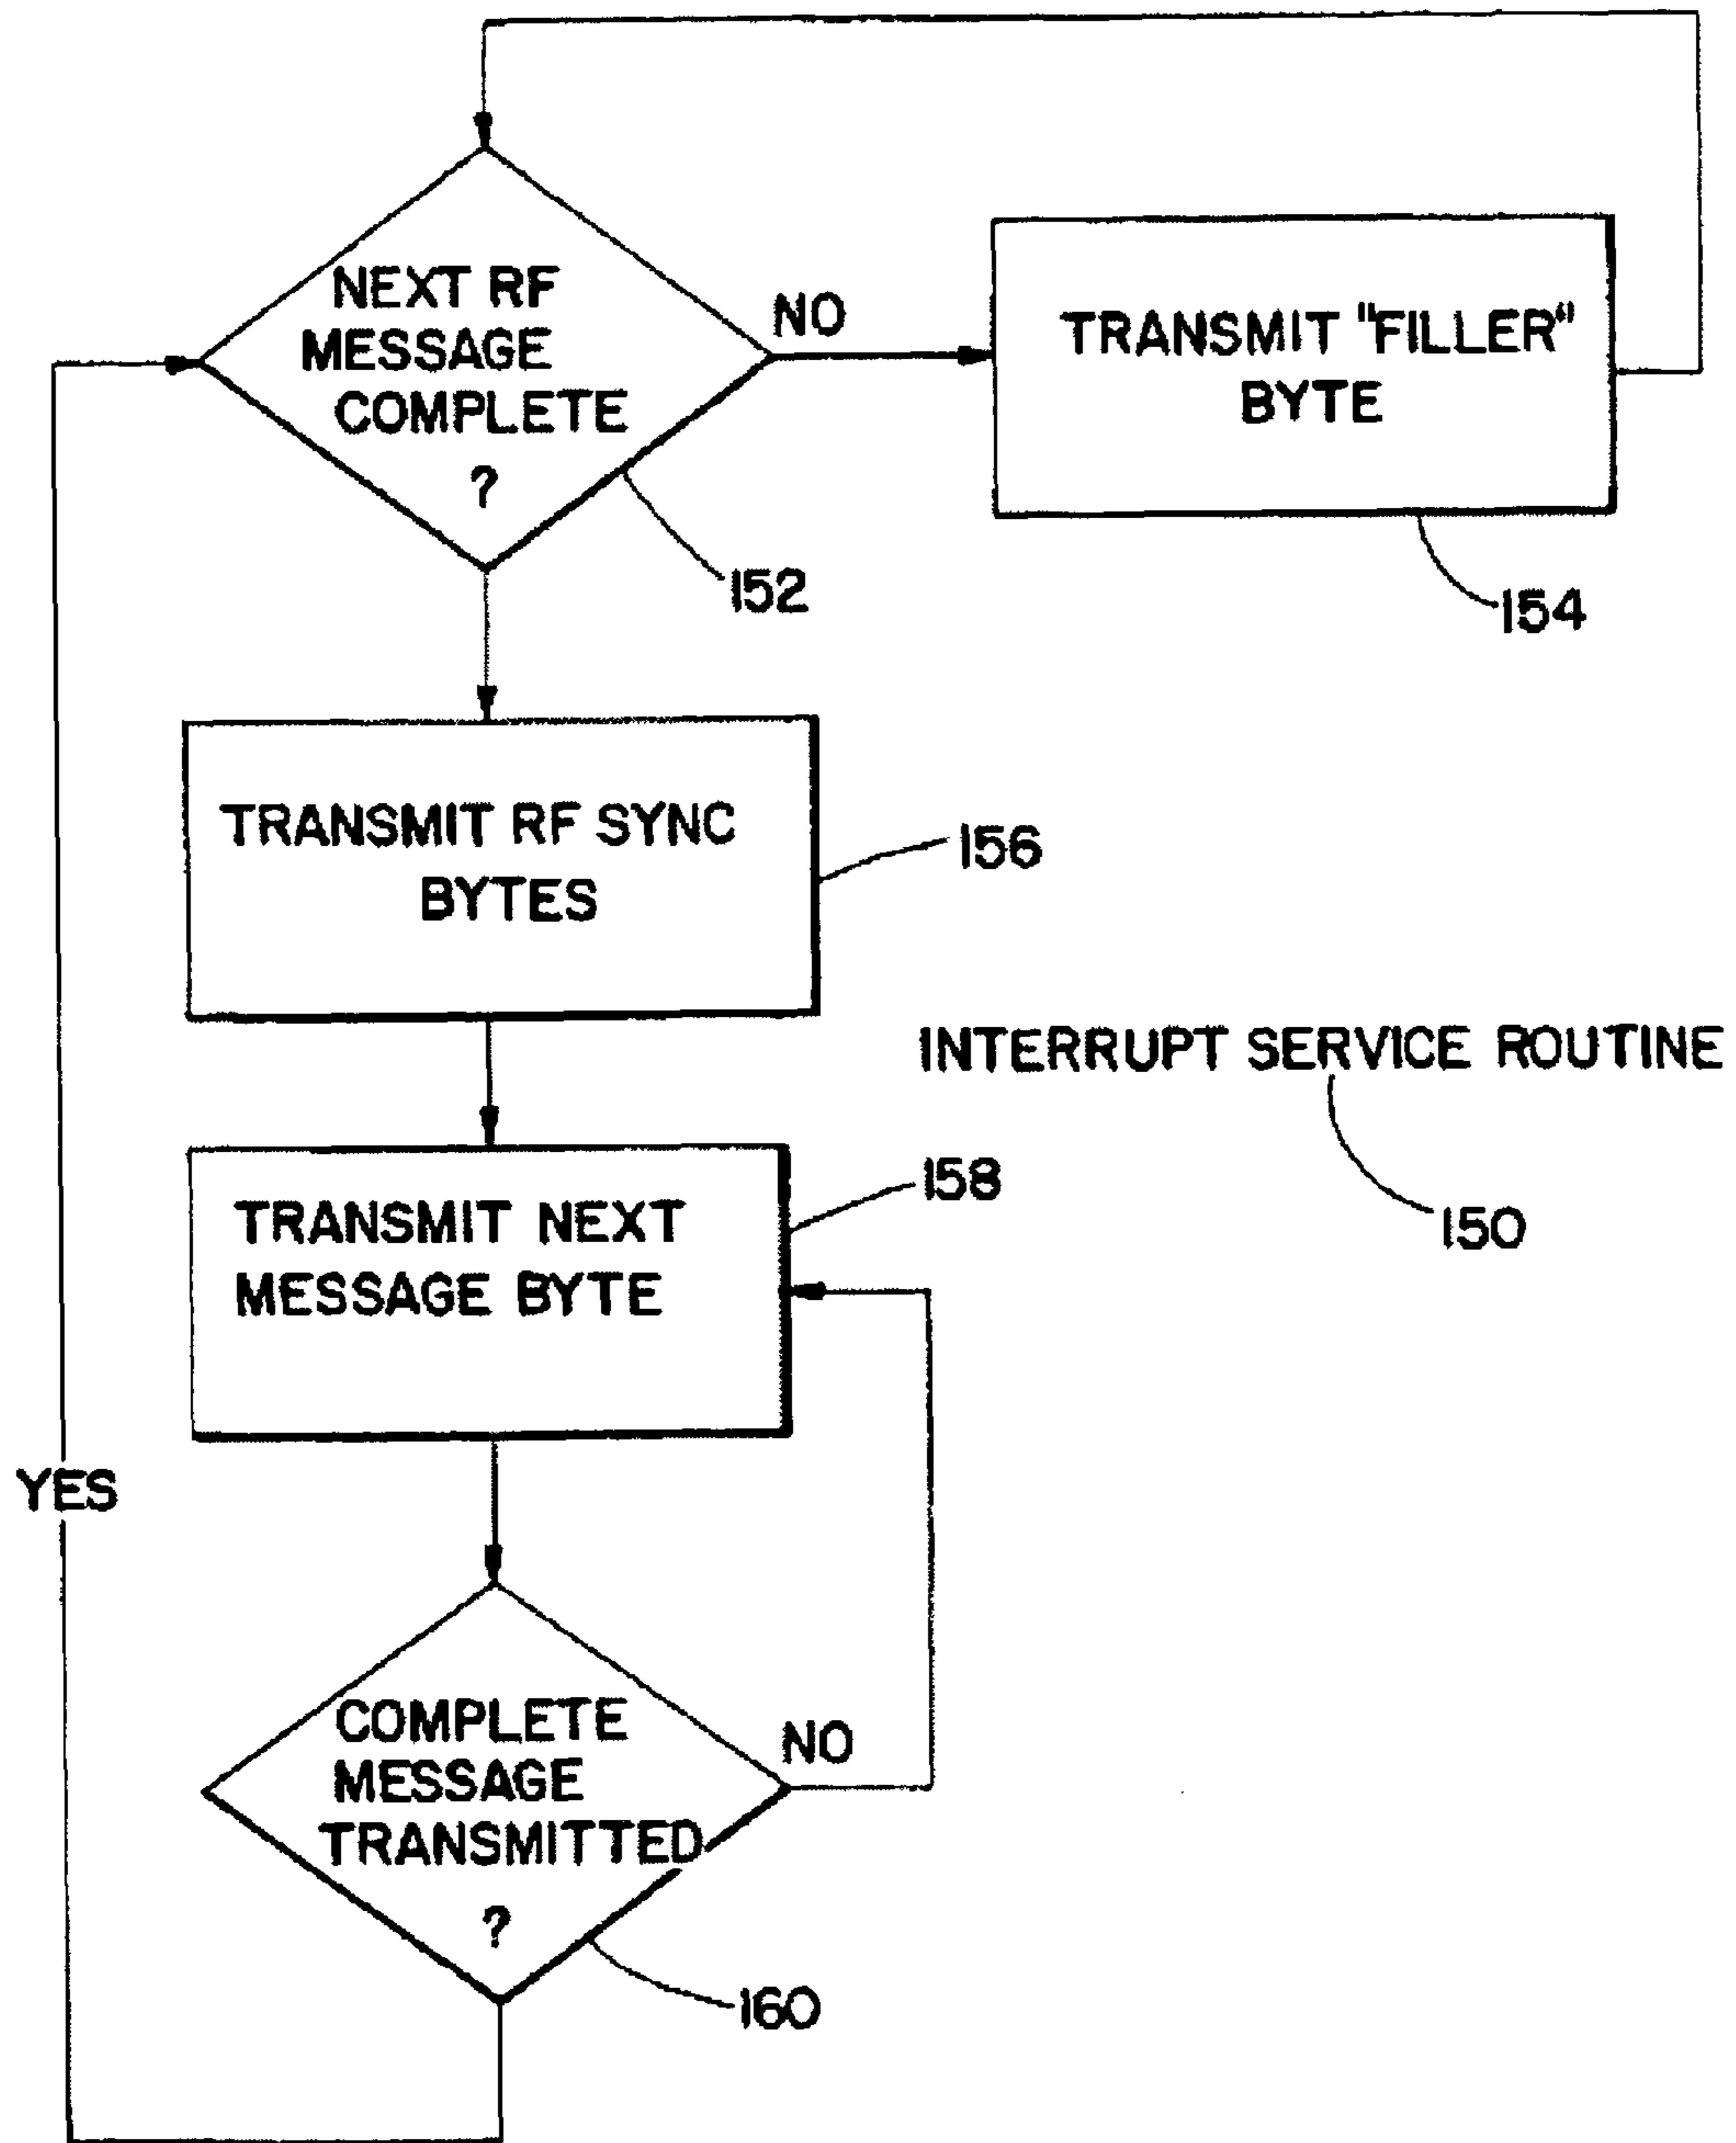 NEXT RF
MESSAGE
COMPLETE
?
NO
TRANSMIT "FILLER"
BYTE
152
154
TRANSMIT RF SYNC
BYTES
156
INTERRUPT SERVICE ROUTINE
150
TRANSMIT NEXT
MESSAGE BYTE
158
YES
COMPLETE
MESSAGE
TRANSMITTED
?
NO
160